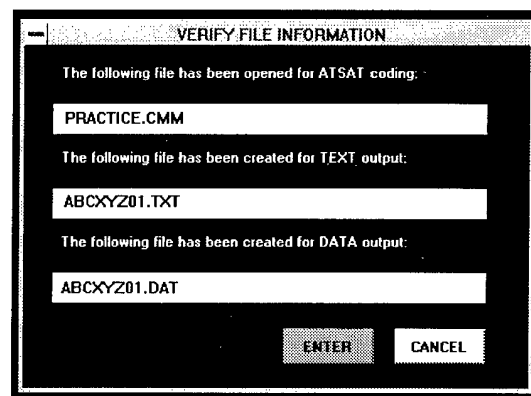 VERIFY FILE INFORMATION
The following file has been opened for ATSAT coding:
PRACTICE.CMM
The following file has been created for TEXT output:
ABCXYZ01.TXT
The following file has been created for DATA output:
ABCXYZ01.DAT
ENTER CANCEL